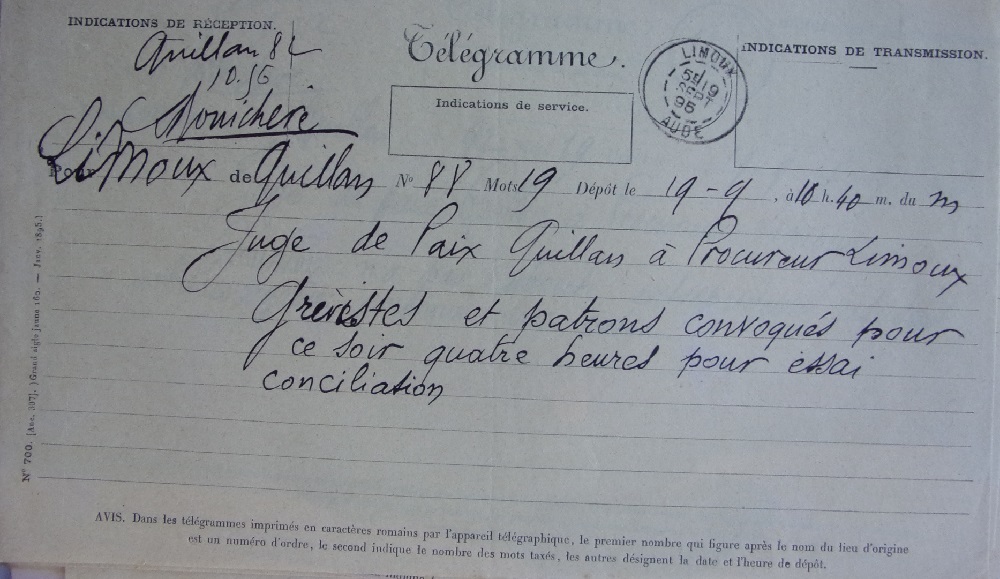 INDICATIONS DE RÉCEPTION.
Quillan 8
10.56
Télégramme.
Indications de service.
LIMOUX
19
SEPT
95
AUDE
INDICATIONS DE TRANSMISSION.
Pour Limoux de Quillan N° 88 Mots 19 Dépôt le 19-9, à 10 h. 40 m. du m
Juge de Paix Quillan à Procureur Limoux
Grévistes et patrons convoqués pour
ce soir quatre heures pour essai
conciliation
N° 700. (Anc. 307). (Grand aigle jaune 162. — Janv. 1895.)
AVIS. Dans les télégrammes imprimés en caractères romains par l'appareil télégraphique, le premier nombre qui figure après le nom du lieu d'origine
est un numéro d'ordre, le second indique le nombre des mots taxés, les autres désignent la date et l'heure de dépôt.